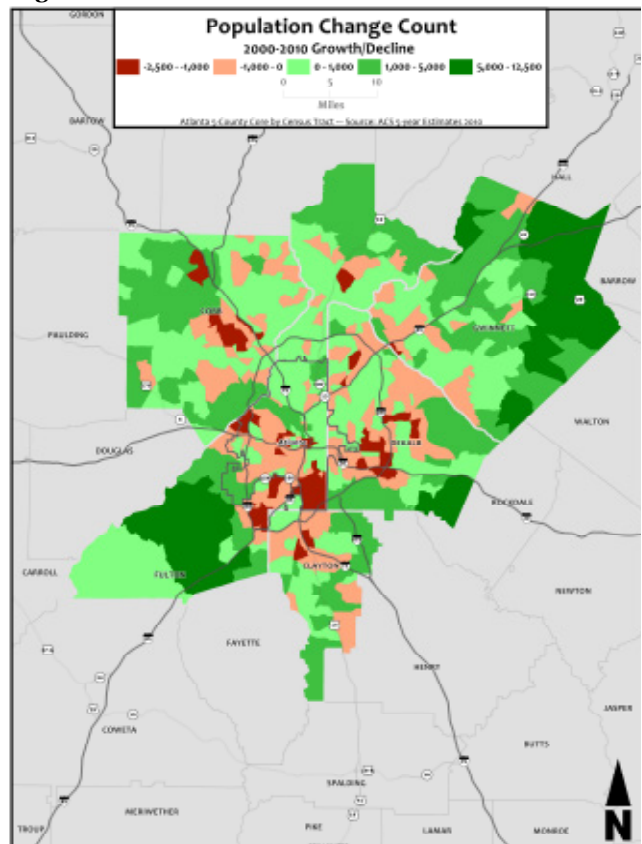 Population Change Count
2000-2010 Growth/Decline
-2,500 - -1,000 -1,000 - 0 0 - 1,000 1,000 - 5,000 5,000 - 12,500
0 5 10
Miles
Atlanta 5 County Core by Census Tract — Source: ACS 5-year Estimates 2010
GORDON
BARTOW
HALL
BARROW
COBB
PAULDING
GWINNETT
WALTON
DOUGLAS
DEKALB
ROCKDALE
CARROLL
FULTON
CLAYTON
NEWTON
FAYETTE
HENRY
JASPER
COWETA
BUTTS
SPALDING
MERIWETHER
TROUP
PIKE
LAMAR
MONROE
N